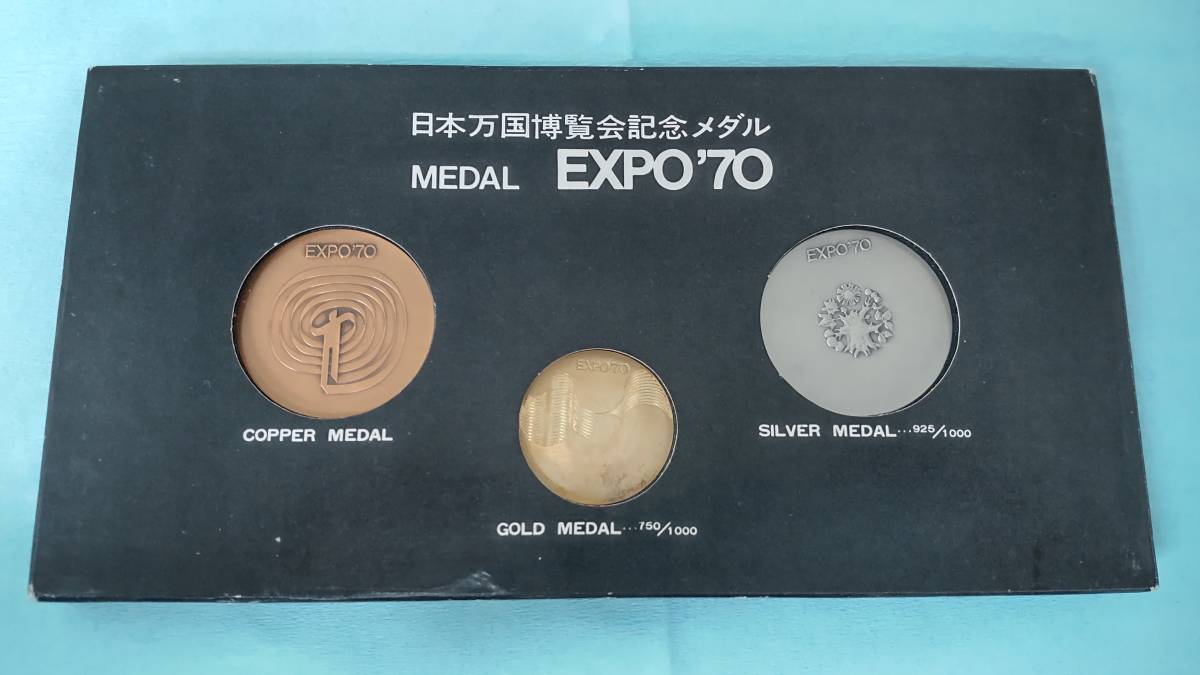 日本万国博覧会記念メダル
MEDAL EXPO'70
EXPO'70
COPPER MEDAL
EXPO'70
GOLD MEDAL...750/1000
EXPO'70
SILVER MEDAL...925/1000